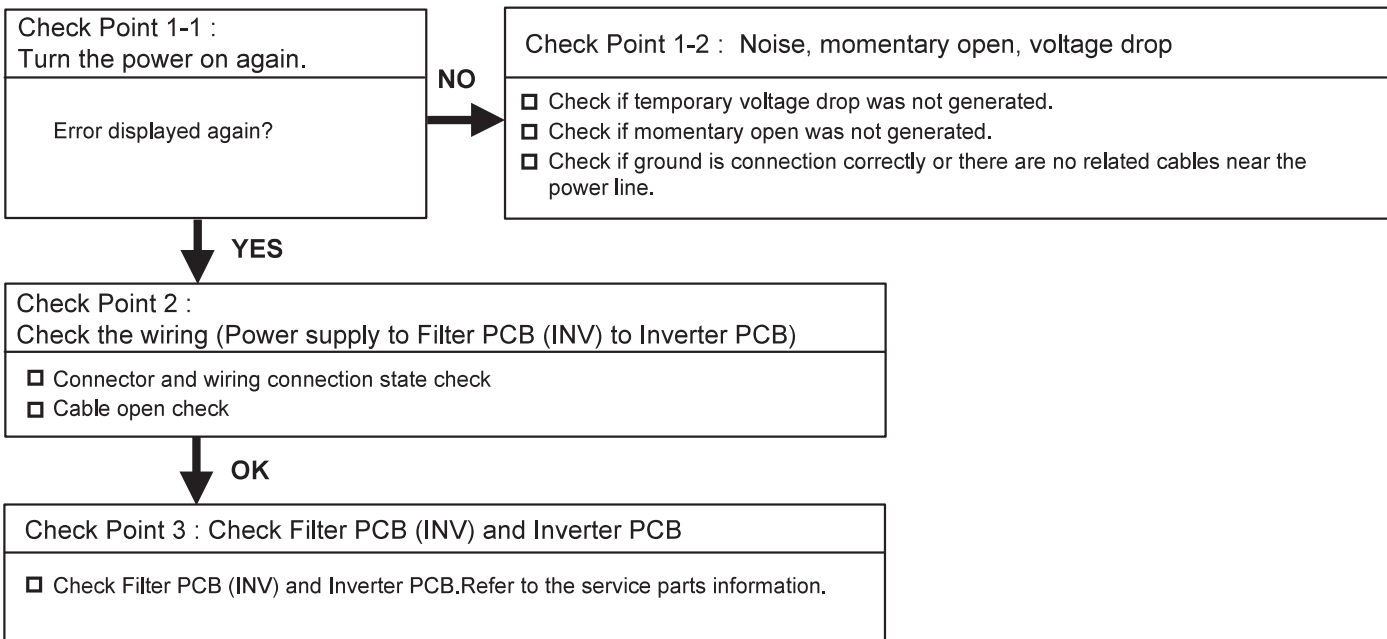 Check Point 1-1 :
Turn the power on again.
Error displayed again?
NO
Check Point 1-2 : Noise, momentary open, voltage drop
Check if temporary voltage drop was not generated.
Check if momentary open was not generated.
Check if ground is connection correctly or there are no related cables near the
power line.
YES
Check Point 2 :
Check the wiring (Power supply to Filter PCB (INV) to Inverter PCB)
Connector and wiring connection state check
Cable open check
OK
Check Point 3 : Check Filter PCB (INV) and Inverter PCB
Check Filter PCB (INV) and Inverter PCB.Refer to the service parts information.